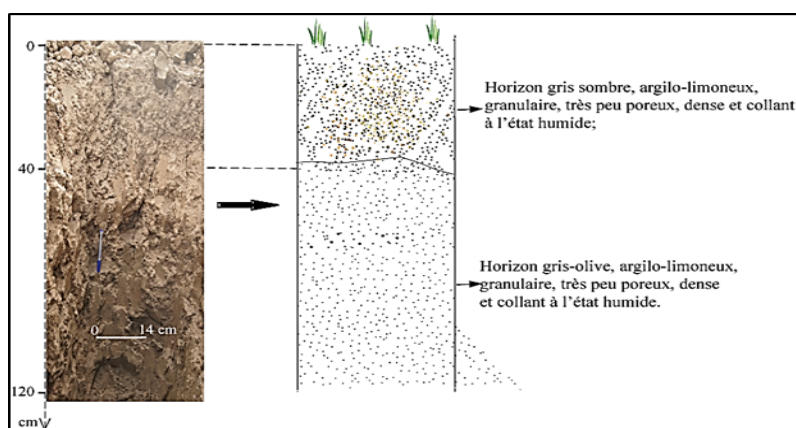 0
Horizon gris sombre, argilo-limoneux,
granulaire, très peu poreux, dense et collant
à l'état humide;
40
Horizon gris-olive, argilo-limoneux,
granulaire, très peu poreux, dense
et collant à l'état humide.
0 14 cm
120
cm